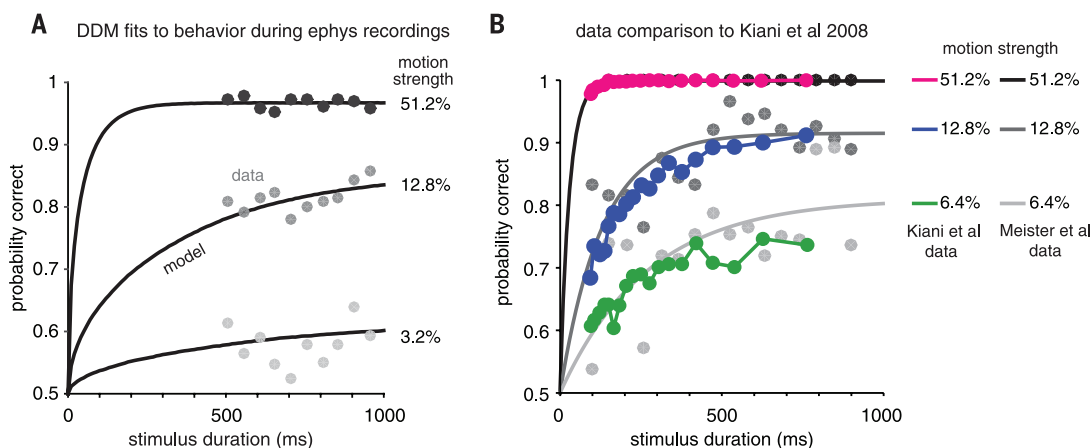 A
DDM fits to behavior during ephys recordings
motion
strength
1
0.9
0.8
0.7
0.6
0.5
probability correct
51.2%
12.8%
3.2%
data
model
0
500
1000
stimulus duration (ms)
B
data comparison to Kiani et al 2008
1
0.9
0.8
0.7
0.6
0.5
probability correct
0
500
1000
stimulus duration (ms)
motion strength
51.2% 51.2%
12.8% 12.8%
6.4% 6.4%
Kiani et al Meister et al
data data